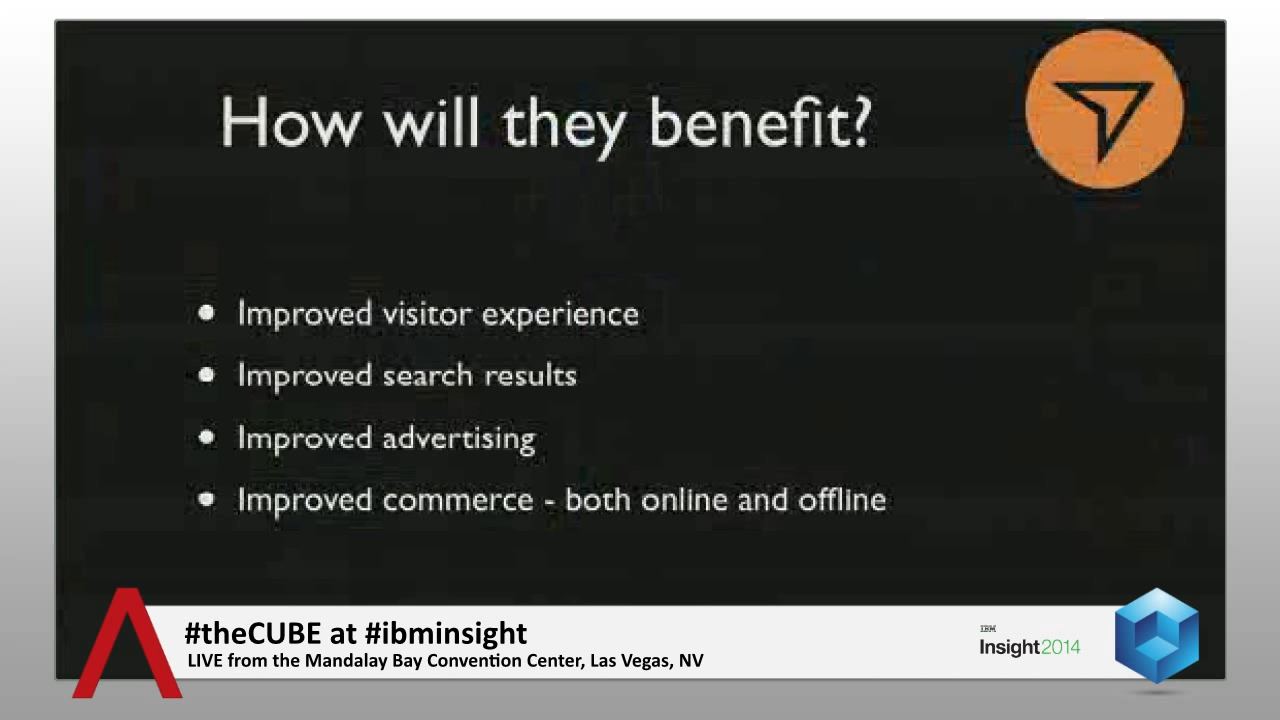 How will they benefit?
• Improved visitor experience
• Improved search results
• Improved advertising
• Improved commerce - both online and offline
#theCUBE at #ibminsight
LIVE from the Mandalay Bay Convention Center, Las Vegas, NV
IBM
Insight2014